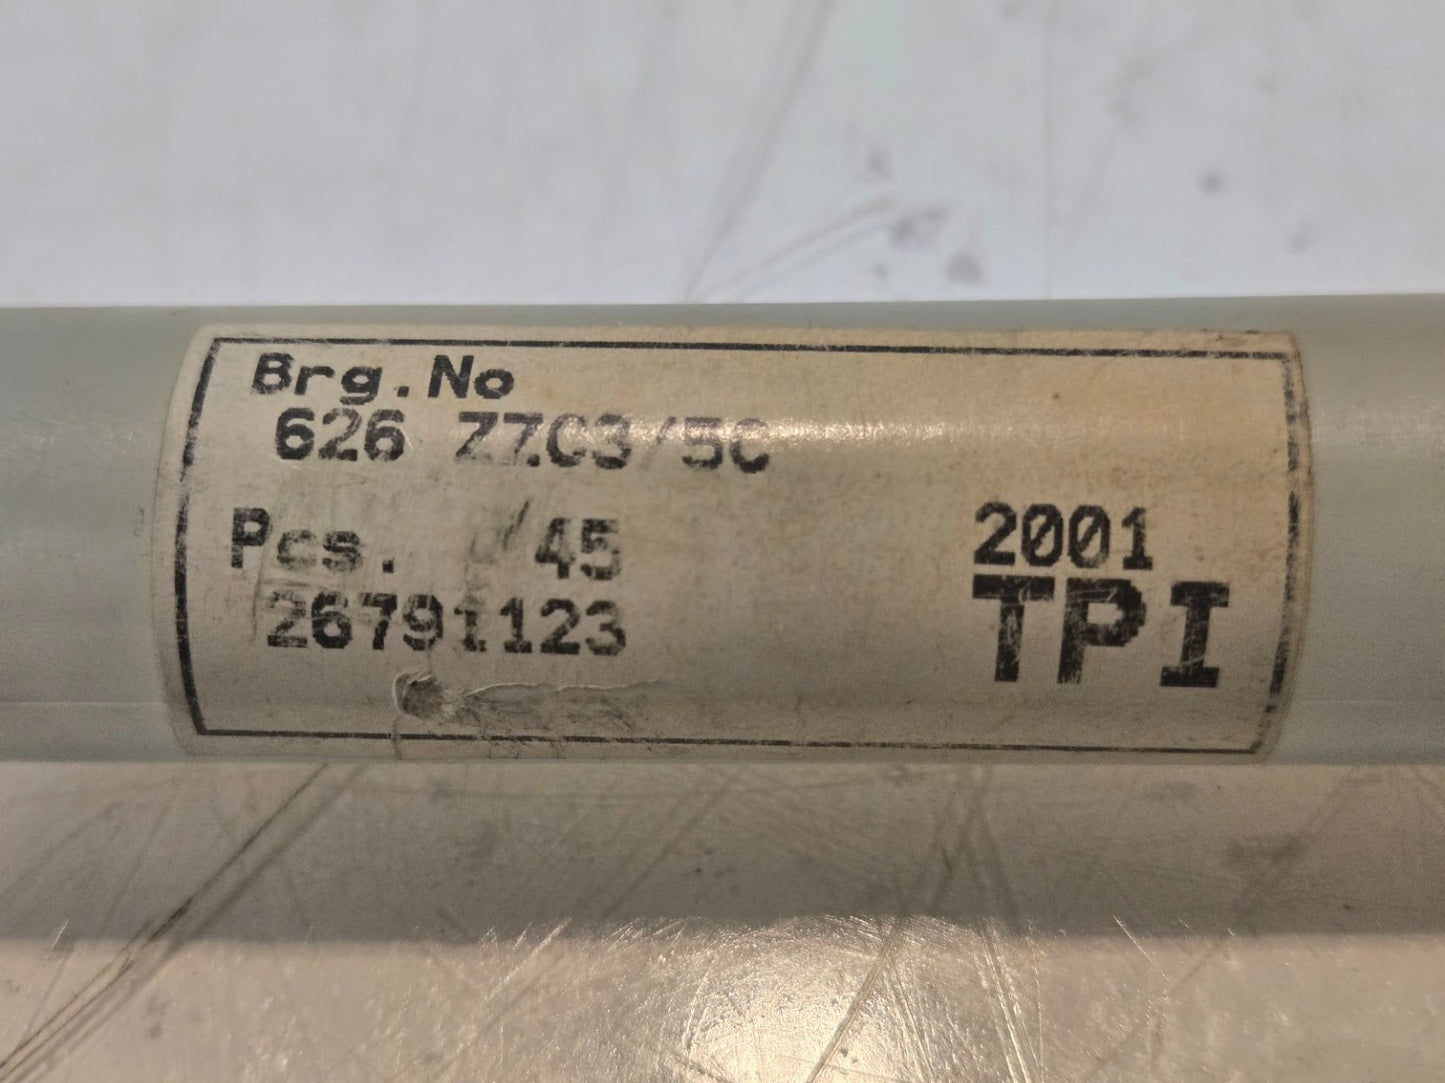 Brg.No
626 ZZC3/5C
Pcs. 45
26791123
2001
TPI